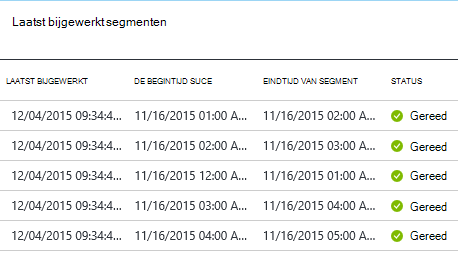 Laatst bijgewerkt segmenten
LAATST BIJGEWERKT DE BEGINTIJD SUCE EINDTIJD VAN SEGMENT STATUS
12/04/2015 09:34:4... 11/16/2015 01:00 A... 11/16/2015 02:00 A... Gereed
12/04/2015 09:34:4... 11/16/2015 02:00 A... 11/16/2015 03:00 A... Gereed
12/04/2015 09:34:4... 11/16/2015 12:00 A... 11/16/2015 01:00 A... Gereed
12/04/2015 09:34:4... 11/16/2015 03:00 A... 11/16/2015 04:00 A... Gereed
12/04/2015 09:34:4... 11/16/2015 04:00 A... 11/16/2015 05:00 A... Gereed